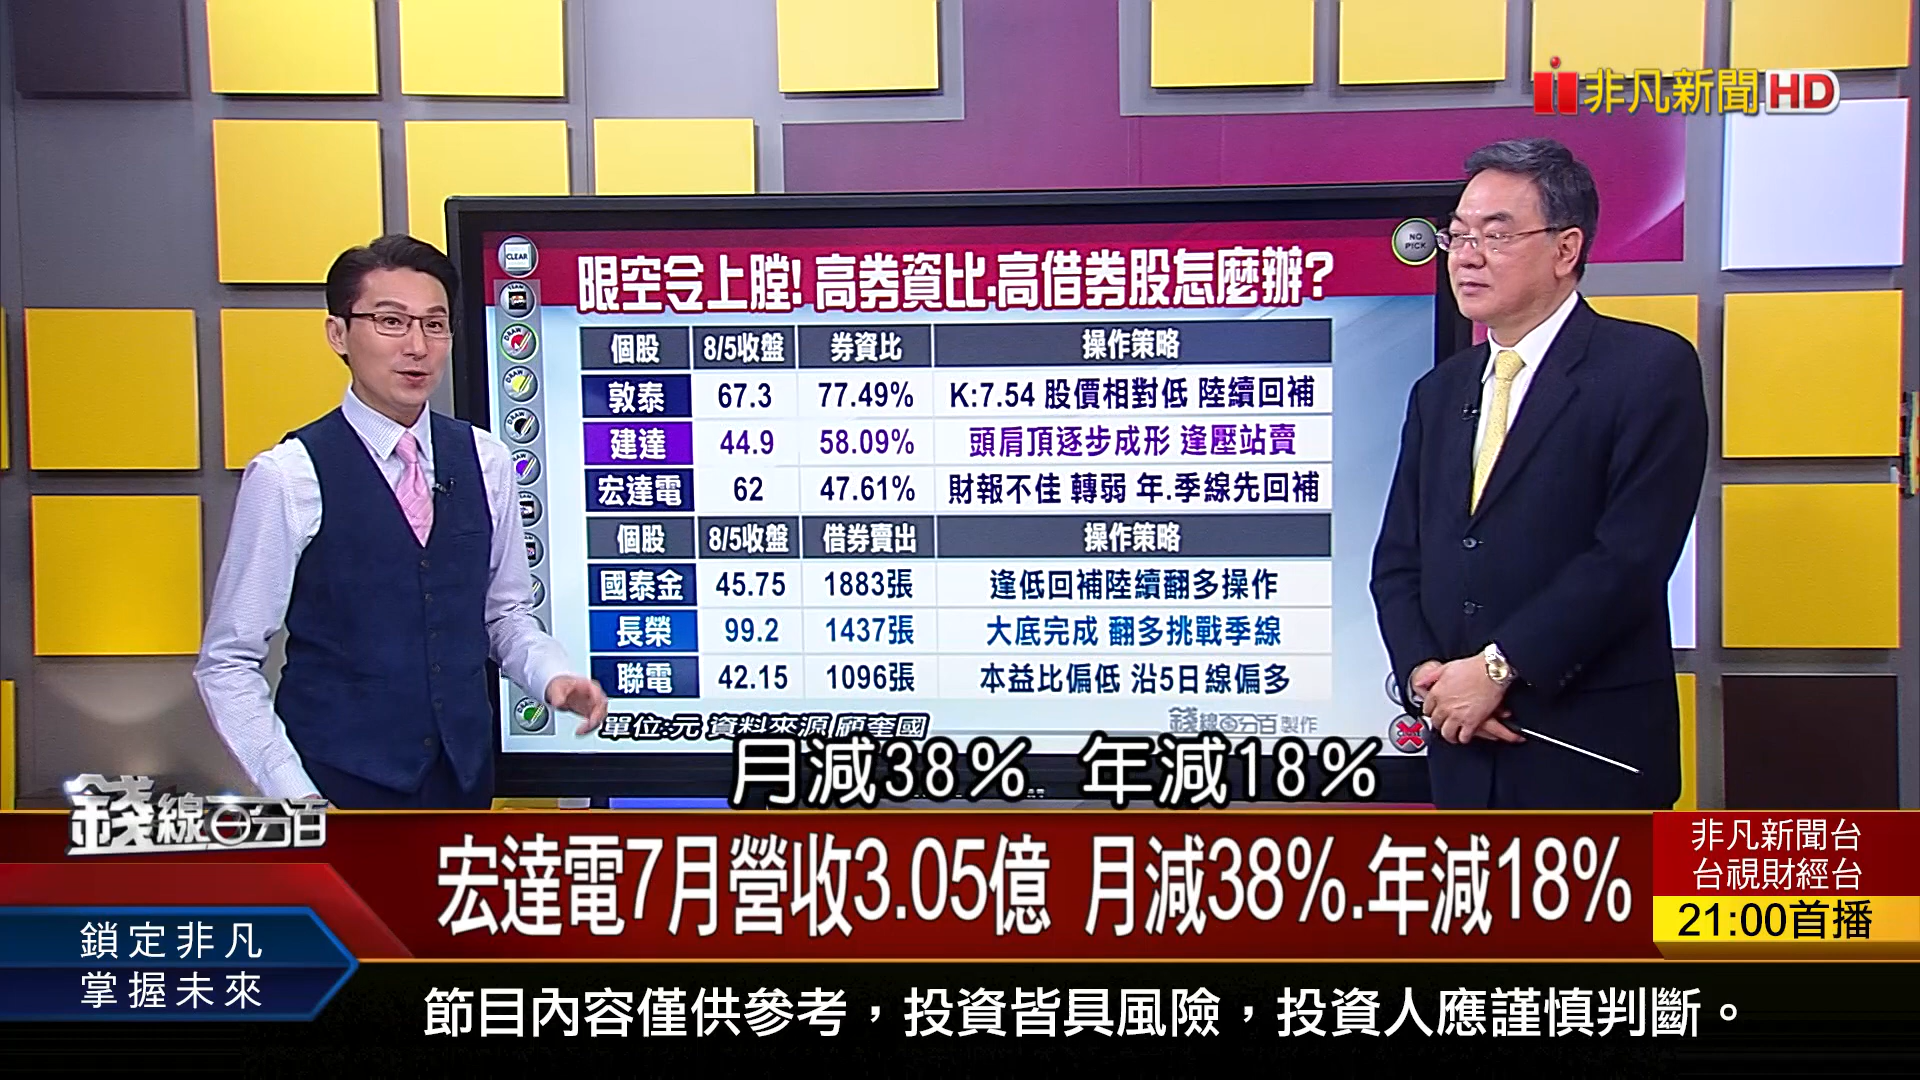 非凡新聞HD
CLEAR
NO PICK
限空令上膛!高券資比.高借券股怎麼辦?
個股 8/5收盤 券資比 操作策略
敦泰 67.3 77.49% K:7.54 股價相對低 陸續回補
建達 44.9 58.09% 頭肩頂逐步成形 逢壓站賣
宏達電 62 47.61% 財報不佳 轉弱 年.季線先回補
個股 8/5收盤 借券賣出 操作策略
國泰金 45.75 1883張 逢低回補陸續翻多操作
長榮 99.2 1437張 大底完成 翻多挑戰季線
聯電 42.15 1096張 本益比偏低 沿5日線偏多
單位:元 資料來源 顧奎國
錢線百分百 製作
月減38% 年減18%
錢線百分百
宏達電7月營收3.05億 月減38%.年減18%
非凡新聞台
台視財經台
21:00首播
鎖定非凡
掌握未來
節目內容僅供參考，投資皆具風險，投資人應謹慎判斷。